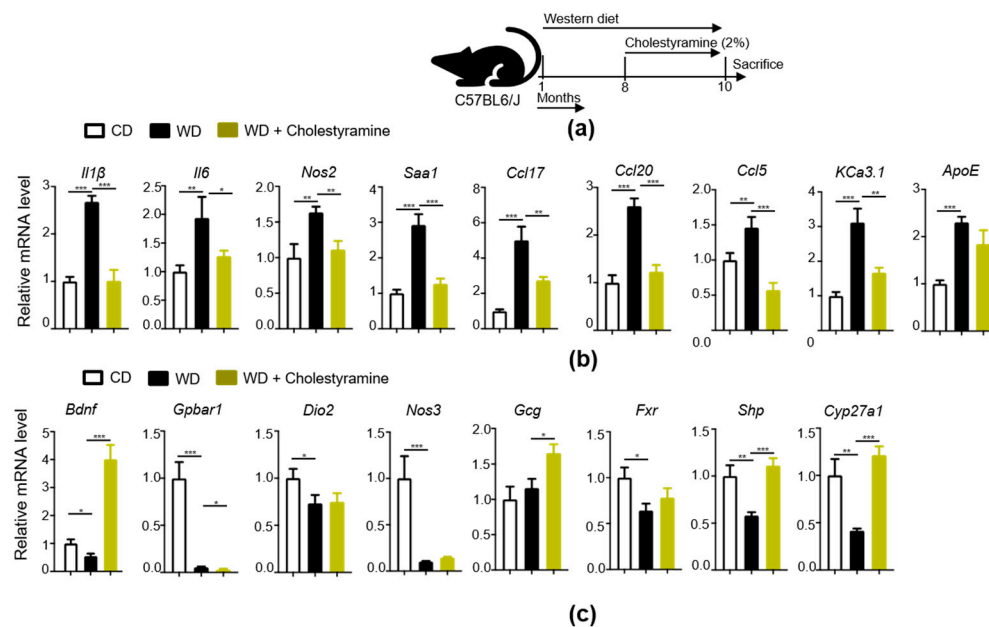 (a)
Western diet
Cholestyramine (2%)
Sacrifice
1 8 10
C57BL6/J
Months
CD WD WD + Cholestyramine
Relative mRNA level
Il1β Il6 Nos2 Saa1 Ccl17 Ccl20 Ccl5 KCa3.1 ApoE
*** *** ** * ** ** *** *** *** ** *** *** ** *** *** ** ***
3 2.5 2.0 4 8 3 2.0 4 4
2.0 1.5 3 6 1.5 3 3
2 1.5 2 1.0 2 2
1.0 1.0 2 4
1 0.5 0.5 1 2 1 0.5 1 1
0 0.0 0.0 0 0 0 0.0 0 0
(b)
CD WD WD + Cholestyramine
Relative mRNA level
Bdnf Gpbar1 Dio2 Nos3 Gcg Fxr Shp Cyp27a1
* *** *** * * *** * * ** *** ** ***
5 1.5 1.5 1.5 2.0 1.5 1.5 1.5
4 1.5
3 1.0 1.0 1.0 1.0 1.0 1.0
2 1.0
1 0.5 0.5 0.5 0.5 0.5 0.5 0.5
0 0.0 0.0 0.0 0.0 0.0 0.0 0.0
(c)